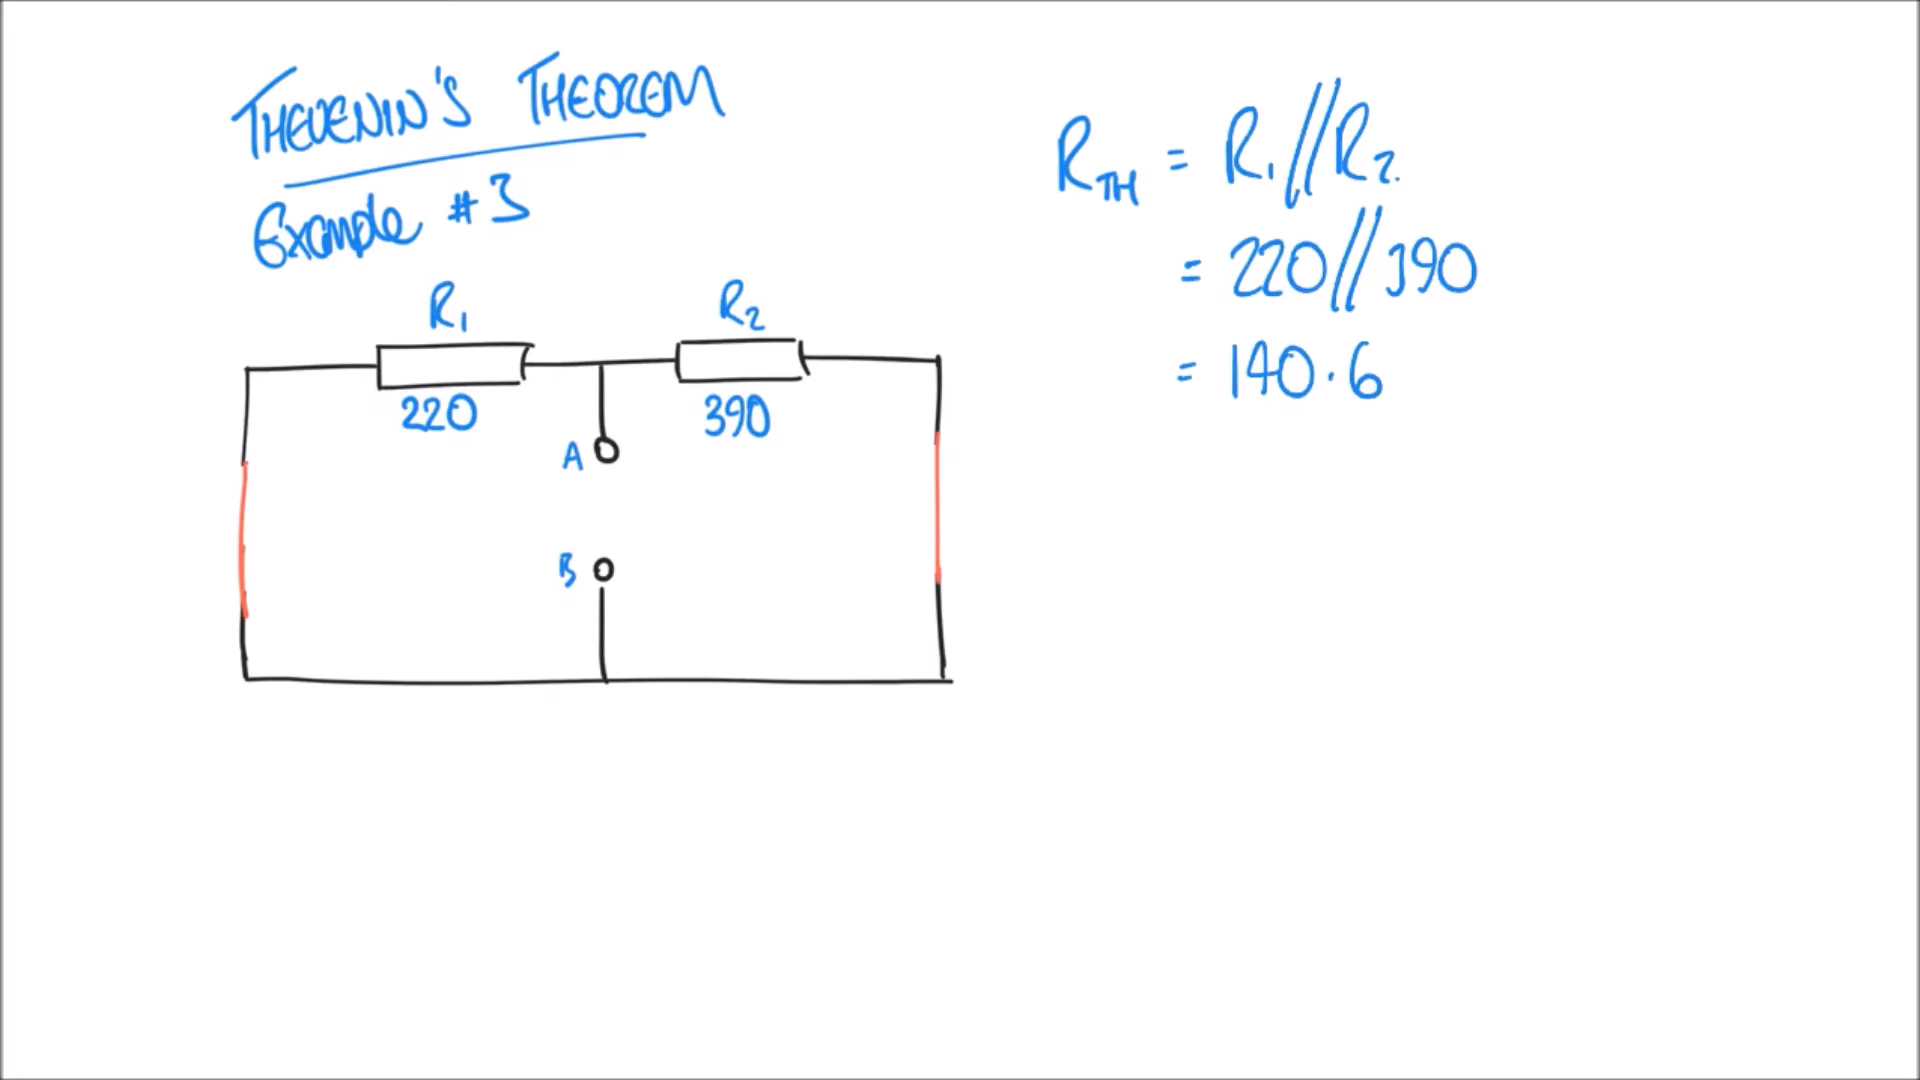 THEVENIN'S THEOREM
Example #3
R1
R2
220
390
A
B
RTH = R1//R2.
= 220//390
= 140.6